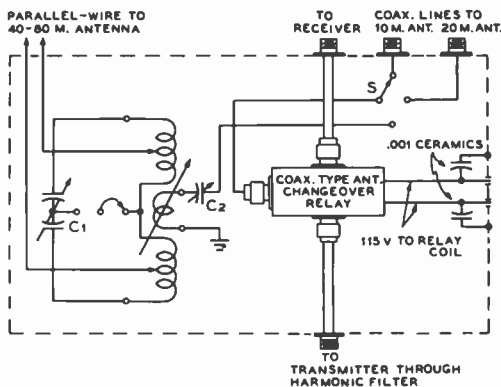 PARALLEL-WIRE TO
40-80 M. ANTENNA
TO
RECEIVER
COAX. LINES TO
10 M. ANT. 20 M. ANT.
S
.001 CERAMICS
C1
C2
COAX. TYPE ANT.
CHANGEOVER
RELAY
115 V TO RELAY
COIL
TO
TRANSMITTER THROUGH
HARMONIC FILTER